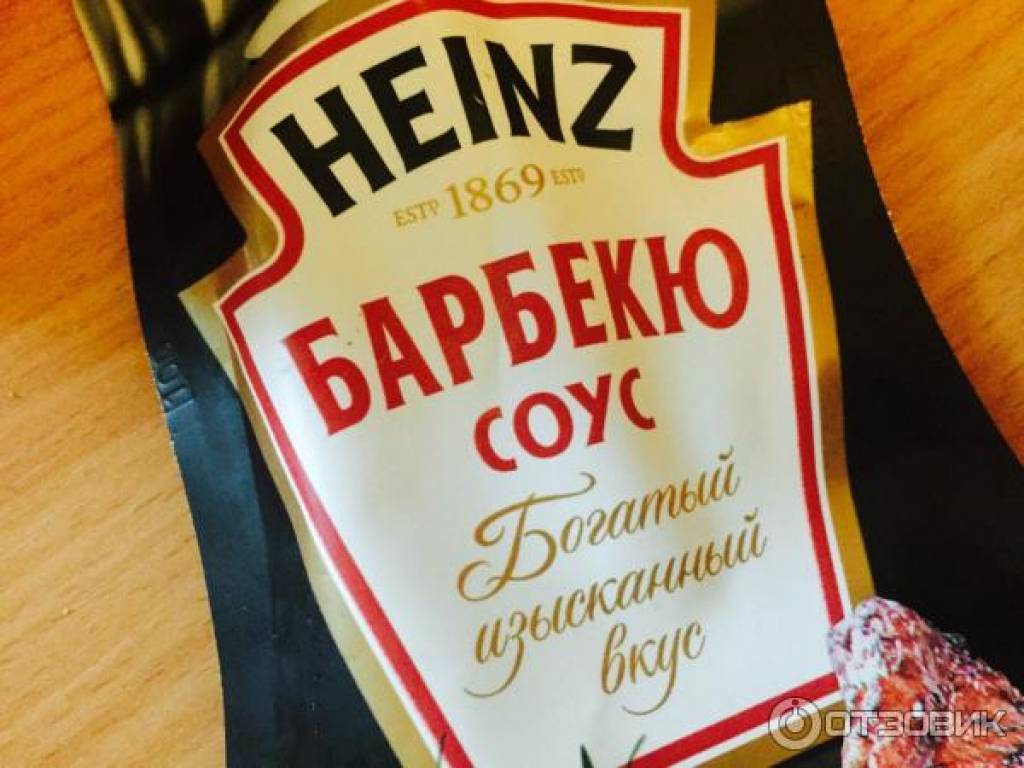 HEINZ
ESTD 1869 ESTD
БАРБЕКЮ
СОУС
Богатый
изысканный
вкус
ОТЗОВИК